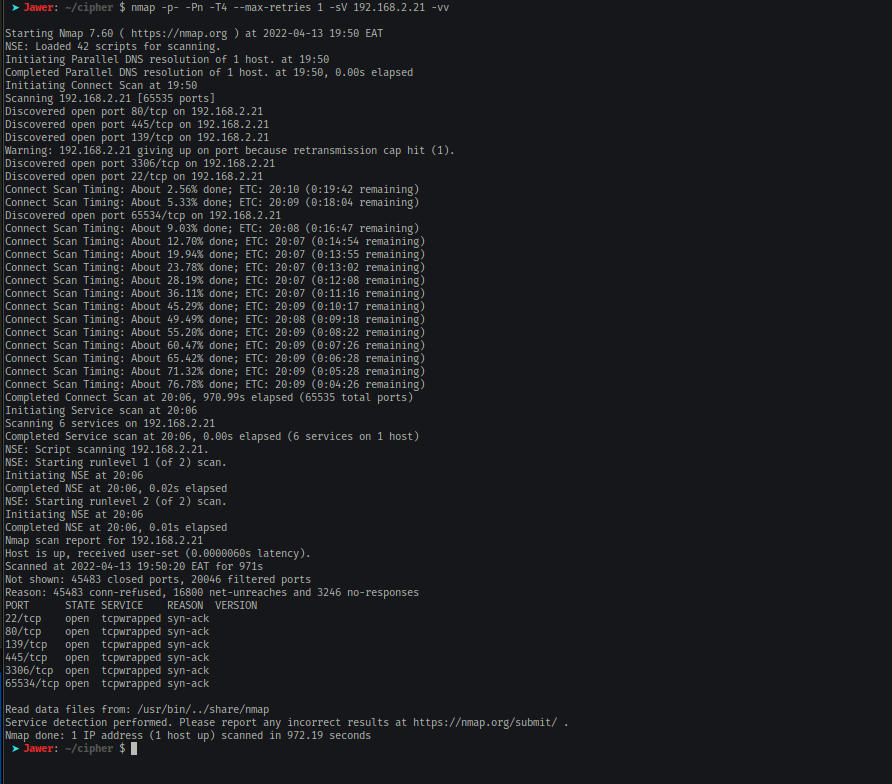 ➤ Jawer: ~/cipher $ nmap -p- -Pn -T4 --max-retries 1 -sV 192.168.2.21 -vv
Starting Nmap 7.60 ( https://nmap.org ) at 2022-04-13 19:50 EAT
NSE: Loaded 42 scripts for scanning.
Initiating Parallel DNS resolution of 1 host. at 19:50
Completed Parallel DNS resolution of 1 host. at 19:50, 0.00s elapsed
Initiating Connect Scan at 19:50
Scanning 192.168.2.21 [65535 ports]
Discovered open port 80/tcp on 192.168.2.21
Discovered open port 445/tcp on 192.168.2.21
Discovered open port 139/tcp on 192.168.2.21
Warning: 192.168.2.21 giving up on port because retransmission cap hit (1).
Discovered open port 3306/tcp on 192.168.2.21
Discovered open port 22/tcp on 192.168.2.21
Connect Scan Timing: About 2.56% done; ETC: 20:10 (0:19:42 remaining)
Connect Scan Timing: About 5.33% done; ETC: 20:09 (0:18:04 remaining)
Discovered open port 65534/tcp on 192.168.2.21
Connect Scan Timing: About 9.03% done; ETC: 20:08 (0:16:47 remaining)
Connect Scan Timing: About 12.70% done; ETC: 20:07 (0:14:54 remaining)
Connect Scan Timing: About 19.94% done; ETC: 20:07 (0:13:55 remaining)
Connect Scan Timing: About 23.78% done; ETC: 20:07 (0:13:02 remaining)
Connect Scan Timing: About 28.19% done; ETC: 20:07 (0:12:08 remaining)
Connect Scan Timing: About 36.11% done; ETC: 20:07 (0:11:16 remaining)
Connect Scan Timing: About 45.29% done; ETC: 20:09 (0:10:17 remaining)
Connect Scan Timing: About 49.49% done; ETC: 20:08 (0:09:18 remaining)
Connect Scan Timing: About 55.20% done; ETC: 20:09 (0:08:22 remaining)
Connect Scan Timing: About 60.47% done; ETC: 20:09 (0:07:26 remaining)
Connect Scan Timing: About 65.42% done; ETC: 20:09 (0:06:28 remaining)
Connect Scan Timing: About 71.32% done; ETC: 20:09 (0:05:28 remaining)
Connect Scan Timing: About 76.78% done; ETC: 20:09 (0:04:26 remaining)
Completed Connect Scan at 20:06, 970.99s elapsed (65535 total ports)
Initiating Service scan at 20:06
Scanning 6 services on 192.168.2.21
Completed Service scan at 20:06, 0.00s elapsed (6 services on 1 host)
NSE: Script scanning 192.168.2.21.
NSE: Starting runlevel 1 (of 2) scan.
Initiating NSE at 20:06
Completed NSE at 20:06, 0.02s elapsed
NSE: Starting runlevel 2 (of 2) scan.
Initiating NSE at 20:06
Completed NSE at 20:06, 0.01s elapsed
Nmap scan report for 192.168.2.21
Host is up, received user-set (0.0000060s latency).
Scanned at 2022-04-13 19:50:20 EAT for 971s
Not shown: 45483 closed ports, 20046 filtered ports
Reason: 45483 conn-refused, 16800 net-unreaches and 3246 no-responses
PORT      STATE SERVICE    REASON  VERSION
22/tcp    open  tcpwrapped syn-ack
80/tcp    open  tcpwrapped syn-ack
139/tcp   open  tcpwrapped syn-ack
445/tcp   open  tcpwrapped syn-ack
3306/tcp  open  tcpwrapped syn-ack
65534/tcp open  tcpwrapped syn-ack
Read data files from: /usr/bin/../share/nmap
Service detection performed. Please report any incorrect results at https://nmap.org/submit/ .
Nmap done: 1 IP address (1 host up) scanned in 972.19 seconds
➤ Jawer: ~/cipher $